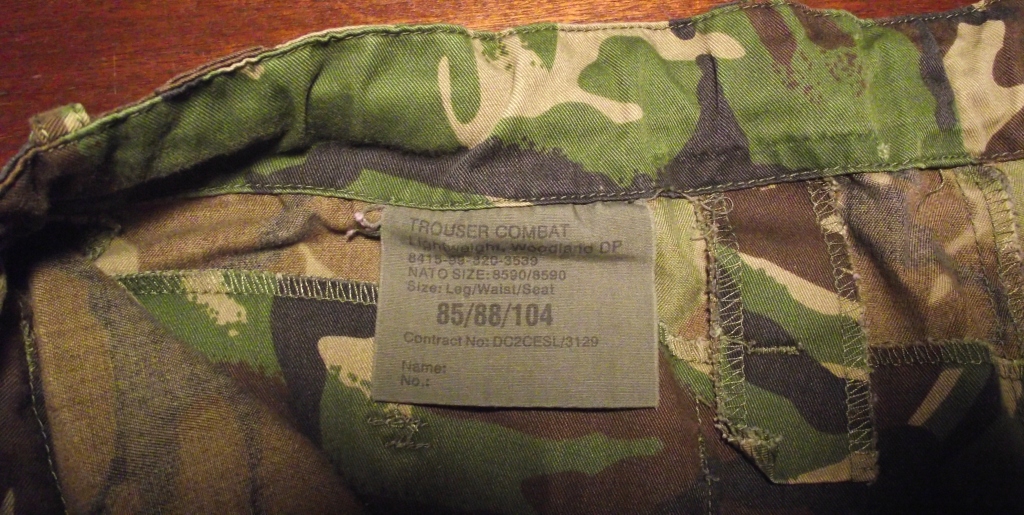 TROUSER COMBAT
Lightweight, Woodland DP
8415-99-920-3539
NATO SIZE: 8590/8590
Size: Leg/Waist/Seat
85/88/104
Contract No: DC2CESL/3129
Name:
No.: